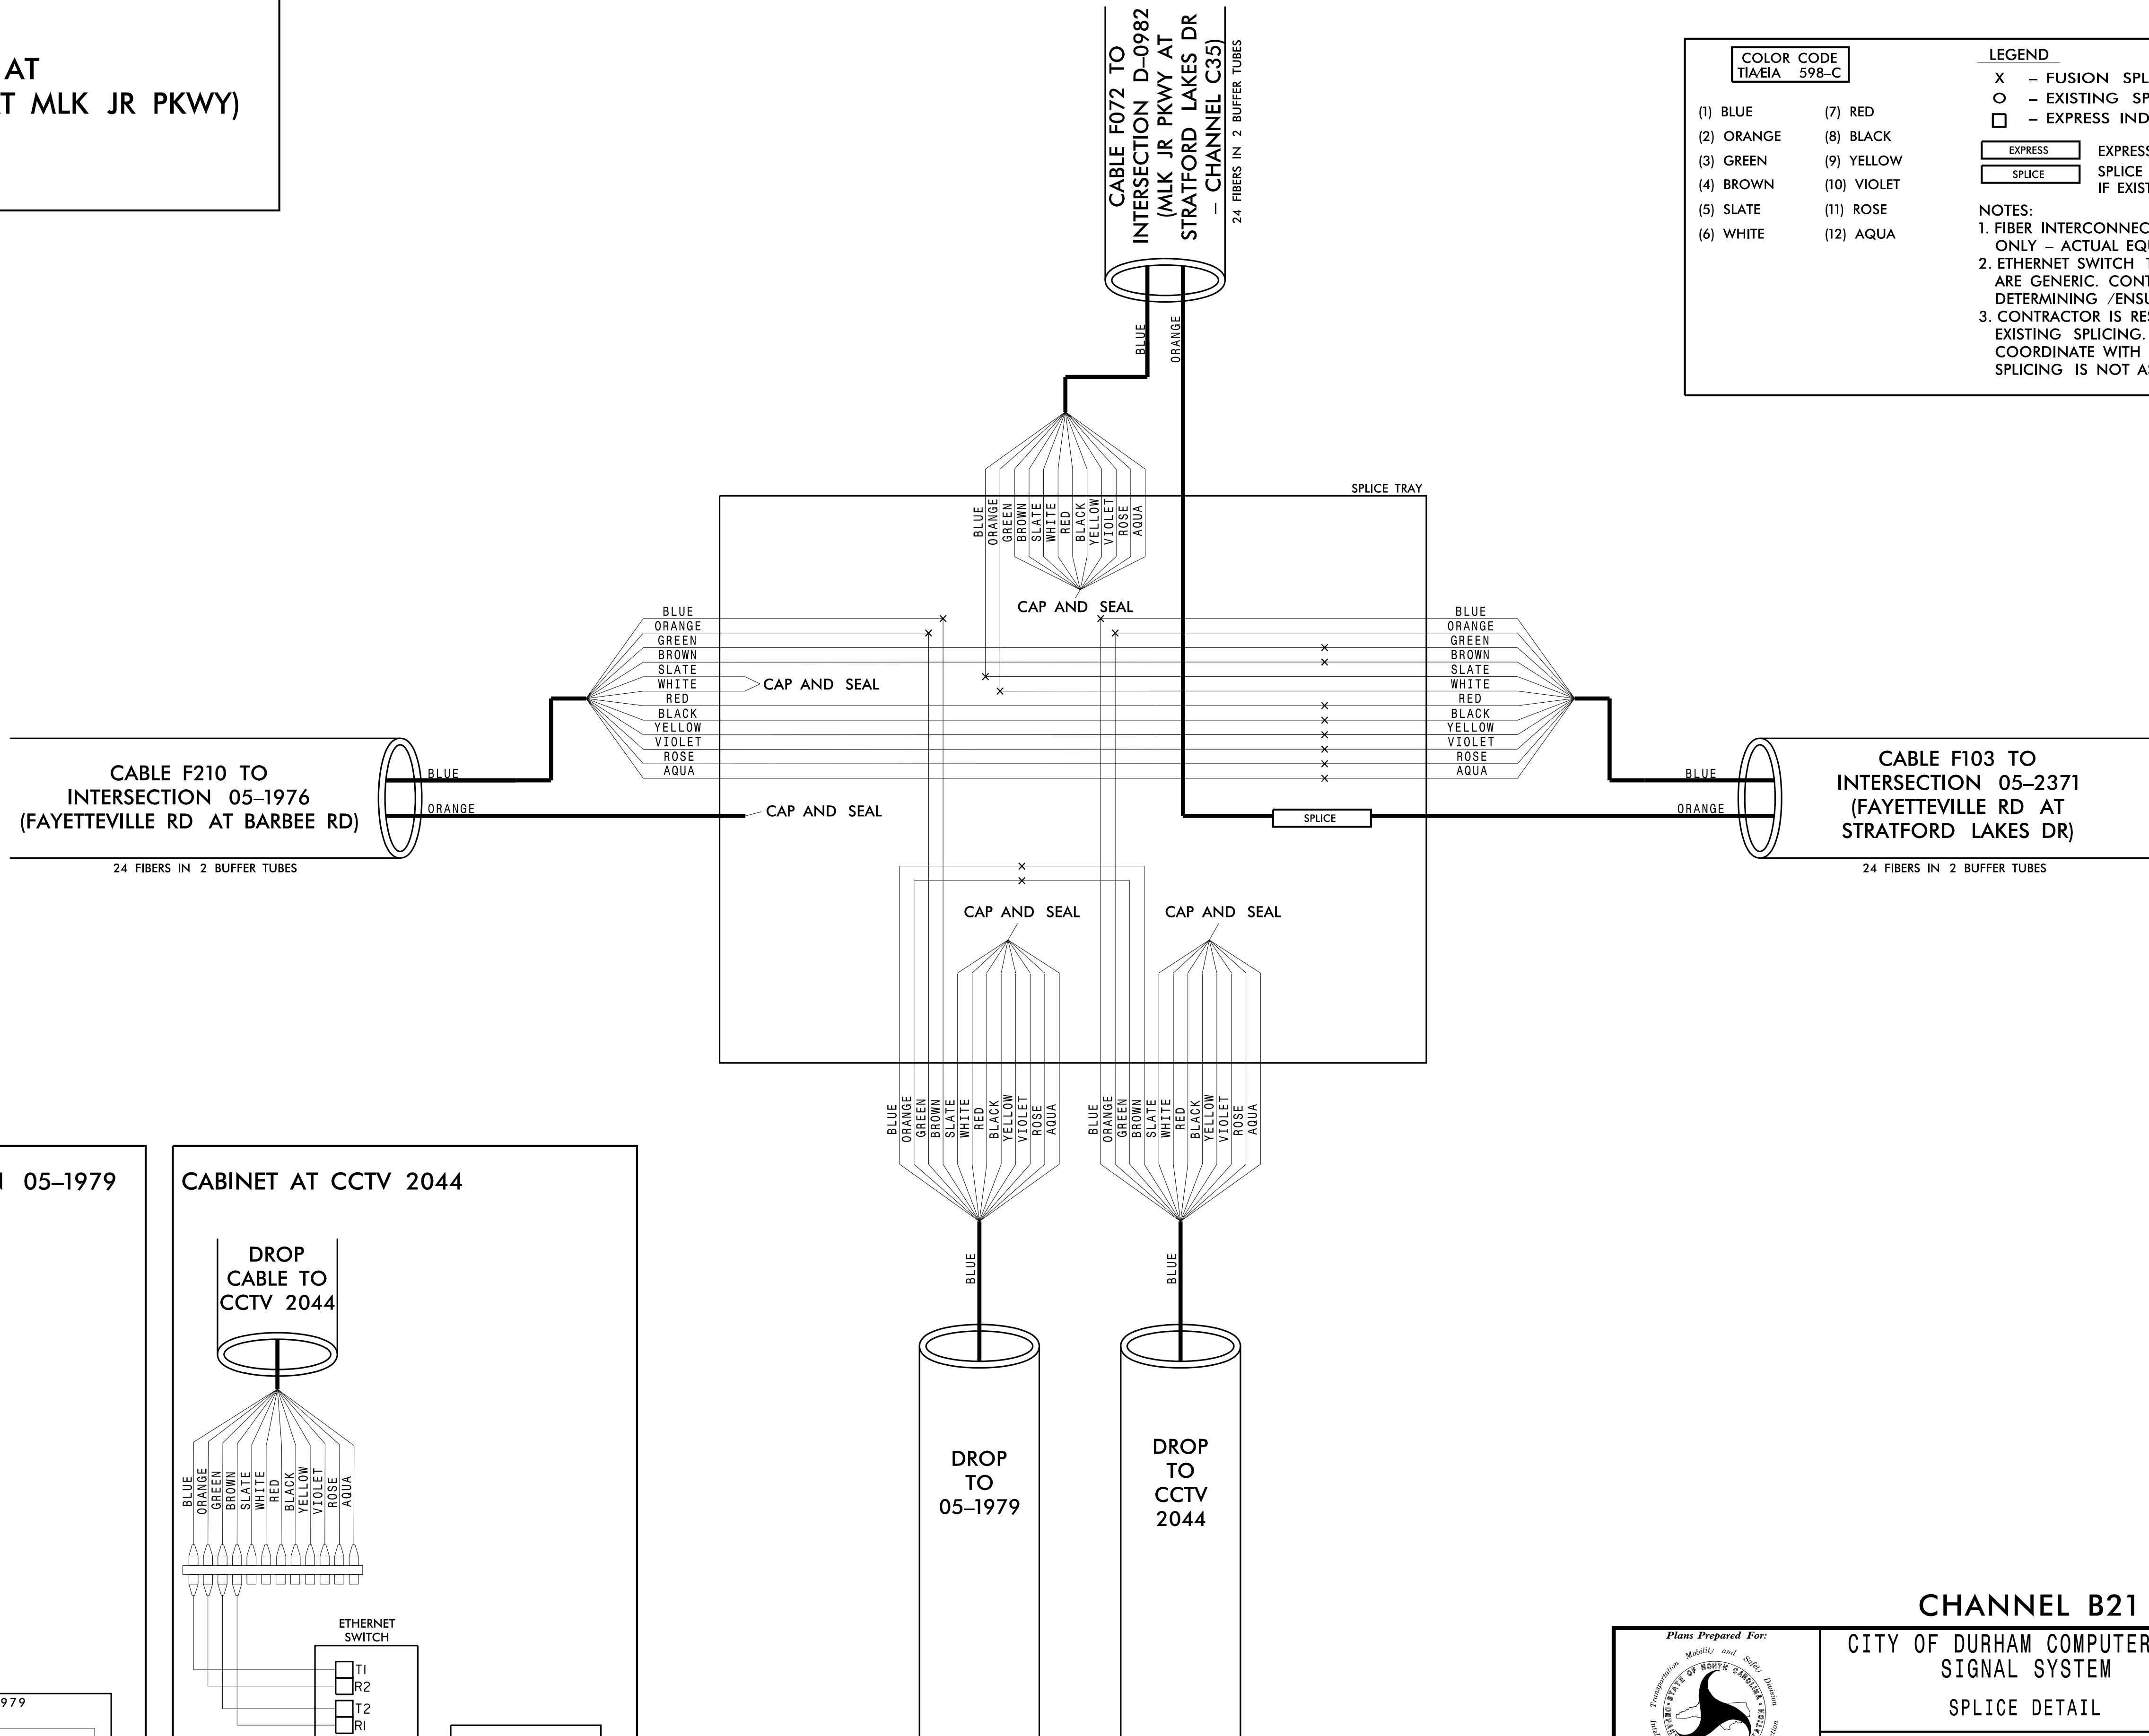 AT
AT MLK JR PKWY)
CABLE F072 TO
INTERSECTION D–0982
(MLK JR PKWY AT
STRATFORD LAKES DR
– CHANNEL C35)
24 FIBERS IN 2 BUFFER TUBES
COLOR CODE
TIA/EIA 598–C
(1) BLUE
(2) ORANGE
(3) GREEN
(4) BROWN
(5) SLATE
(6) WHITE
(7) RED
(8) BLACK
(9) YELLOW
(10) VIOLET
(11) ROSE
(12) AQUA
LEGEND
X – FUSION SPL
O – EXISTING SP
– EXPRESS IND
EXPRESS EXPRESS
SPLICE SPLICE
IF EXIST
NOTES:
1. FIBER INTERCONNEC
ONLY – ACTUAL EQU
2. ETHERNET SWITCH T
ARE GENERIC. CONT
DETERMINING /ENSU
3. CONTRACTOR IS RES
EXISTING SPLICING.
COORDINATE WITH
SPLICING IS NOT AS
BLUE
ORANGE
SPLICE TRAY
BLUE
ORANGE
GREEN
BROWN
SLATE
WHITE
RED
BLACK
YELLOW
VIOLET
ROSE
AQUA
CAP AND SEAL
BLUE
ORANGE
GREEN
BROWN
SLATE
WHITE
RED
BLACK
YELLOW
VIOLET
ROSE
AQUA
CAP AND SEAL
BLUE
ORANGE
GREEN
BROWN
SLATE
WHITE
RED
BLACK
YELLOW
VIOLET
ROSE
AQUA
CABLE F210 TO
INTERSECTION 05–1976
(FAYETTEVILLE RD AT BARBEE RD)
24 FIBERS IN 2 BUFFER TUBES
BLUE
ORANGE
CAP AND SEAL
SPLICE
BLUE
ORANGE
CABLE F103 TO
INTERSECTION 05–2371
(FAYETTEVILLE RD AT
STRATFORD LAKES DR)
24 FIBERS IN 2 BUFFER TUBES
CAP AND SEAL
CAP AND SEAL
BLUE
ORANGE
GREEN
BROWN
SLATE
WHITE
RED
BLACK
YELLOW
VIOLET
ROSE
AQUA
BLUE
ORANGE
GREEN
BROWN
SLATE
WHITE
RED
BLACK
YELLOW
VIOLET
ROSE
AQUA
BLUE
BLUE
DROP
TO
05–1979
DROP
TO
CCTV
2044
05–1979
979
CABINET AT CCTV 2044
DROP
CABLE TO
CCTV 2044
BLUE
ORANGE
GREEN
BROWN
SLATE
WHITE
RED
BLACK
YELLOW
VIOLET
ROSE
AQUA
ETHERNET
SWITCH
T1
R2
T2
R1
CHANNEL B21
Plans Prepared For:
Transportation Mobility and Safety Division
STATE OF NORTH CAROLINA
CITY OF DURHAM COMPUTER
SIGNAL SYSTEM
SPLICE DETAIL